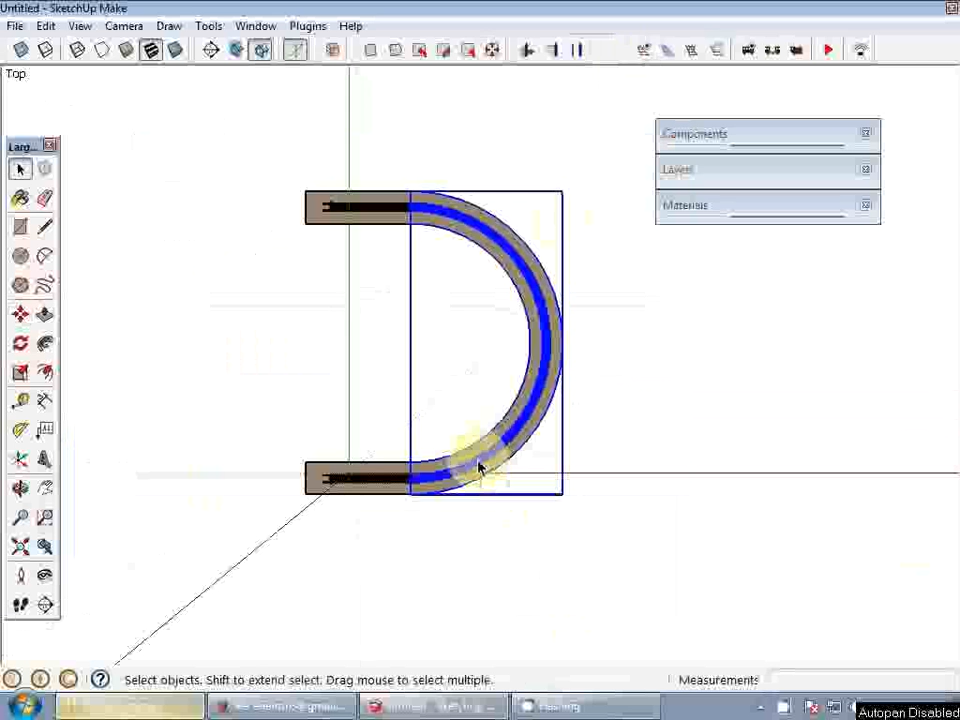 Untitled - SketchUp Make
File Edit View Camera Draw Tools Window Plugins Help
Top
Larg...
Components
Layers
Materials
Select objects. Shift to extend select. Drag mouse to select multiple.
Measurements
Autopan Disabled